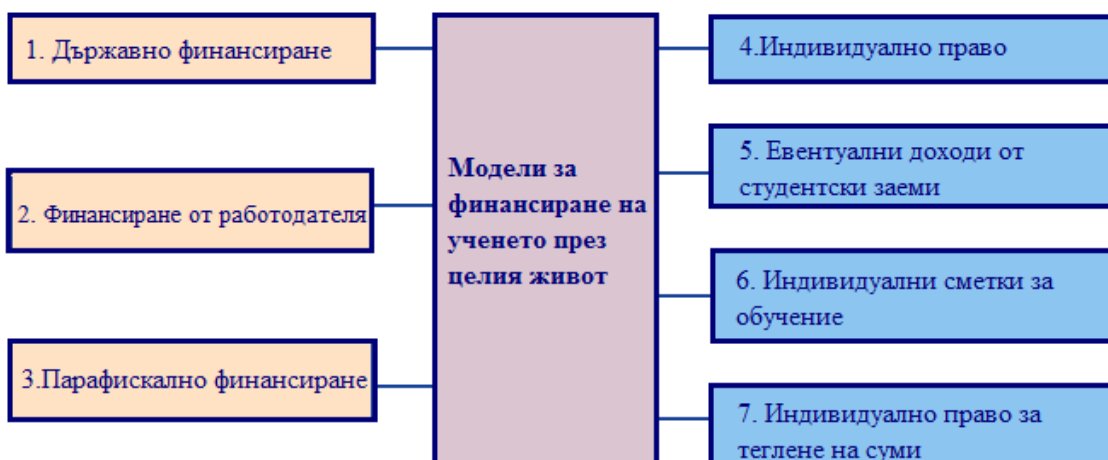 1. Държавно финансиране
2. Финансиране от работодателя
3.Парафискално финансиране
Модели за
финансиране на
ученето през
целия живот
4.Индивидуално право
5. Евентуални доходи от
студентски заеми
6. Индивидуални сметки за
обучение
7. Индивидуално право за
теглене на суми